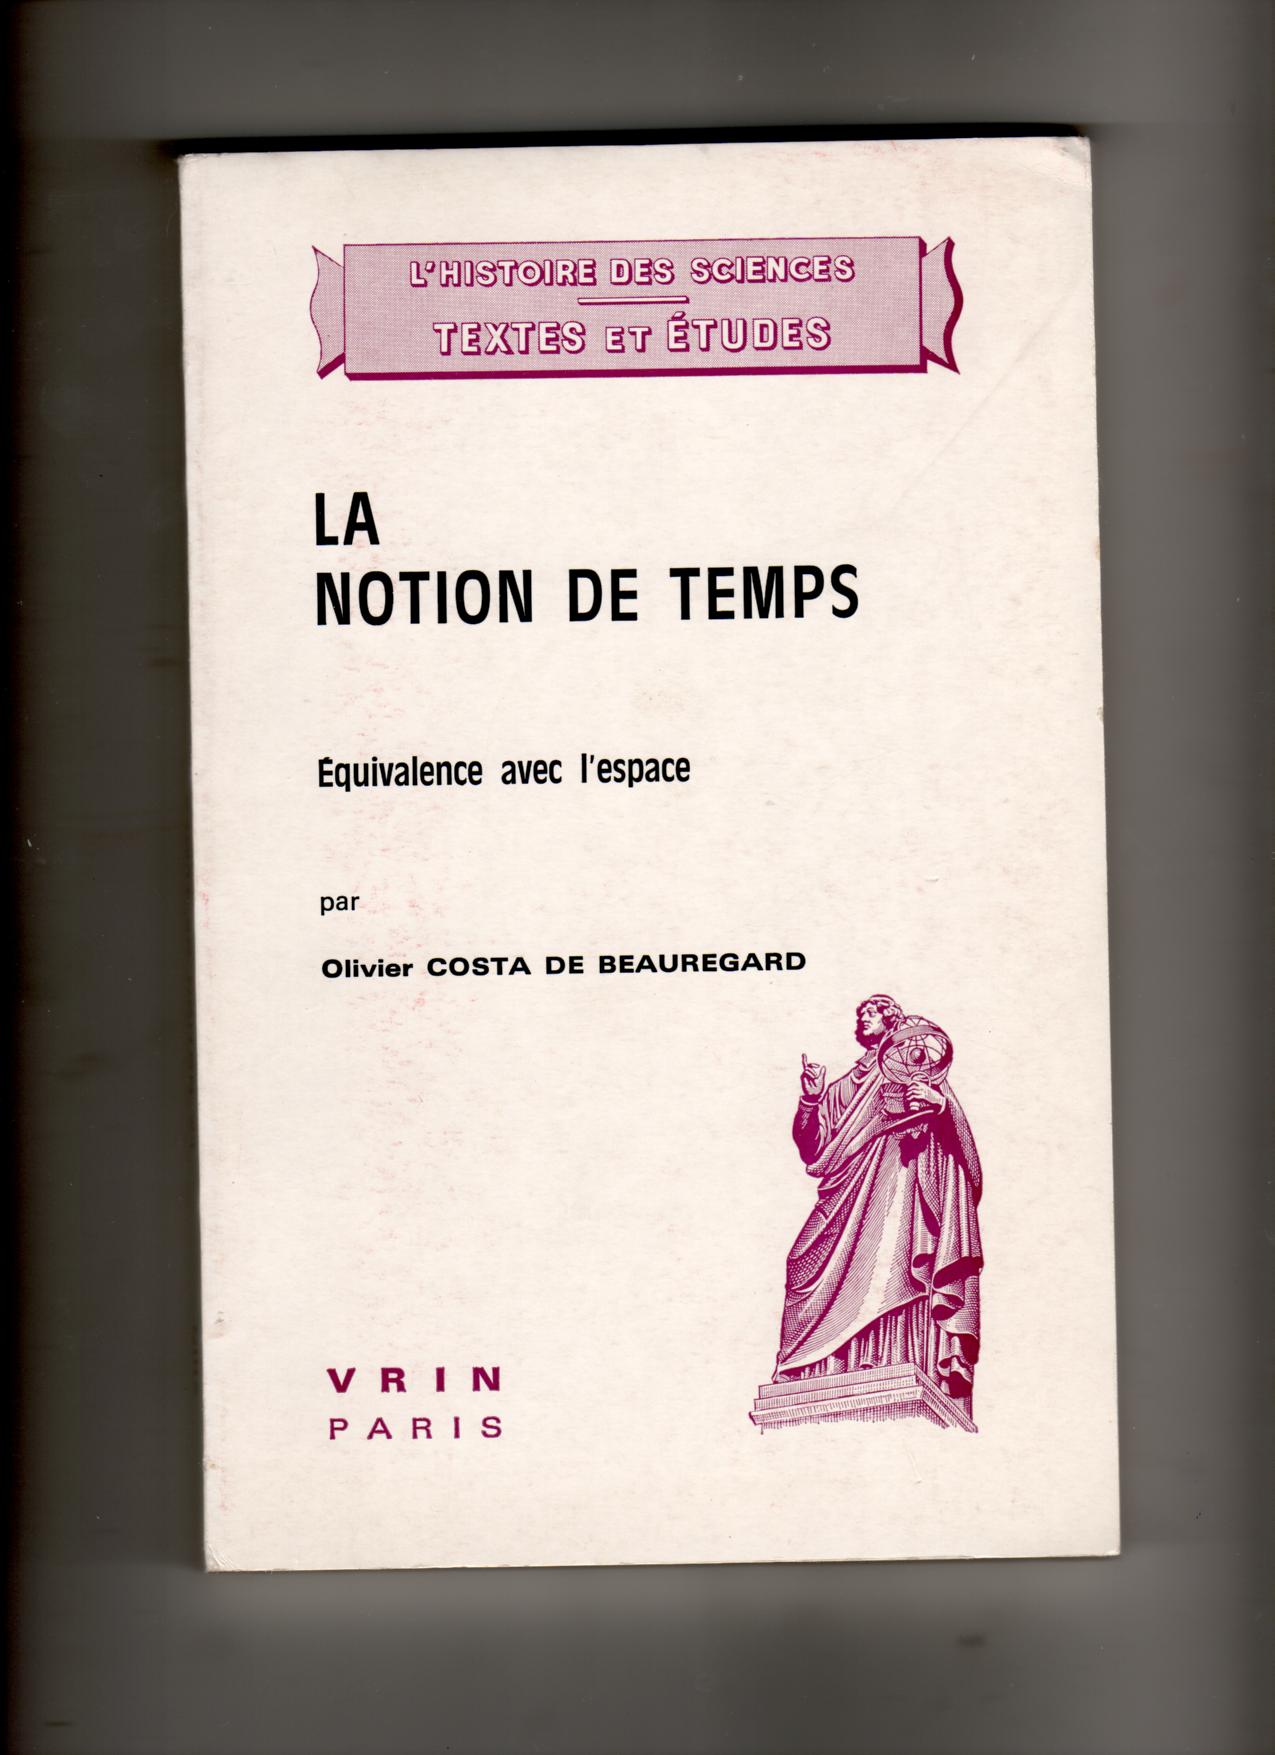 L'HISTOIRE DES SCIENCES
TEXTES ET ÉTUDES
LA
NOTION DE TEMPS
Équivalence avec l'espace
par
Olivier COSTA DE BEAUREGARD
VRIN
PARIS